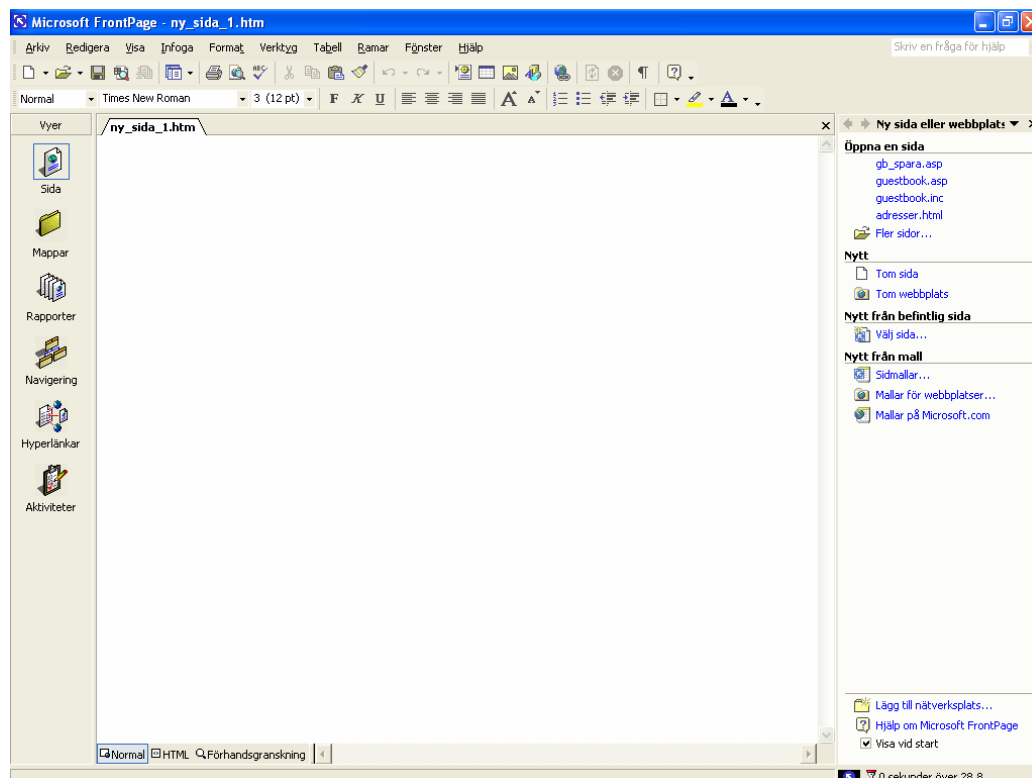 Microsoft FrontPage - ny_sida_1.htm
Arkiv Redigera Visa Infoga Format Verktyg Tabell Ramar Fönster Hjälp
Skriv en fråga för hjälp
Normal Times New Roman 3 (12 pt) F K U A A A
Vyer
Sida
Mappar
Rapporter
Navigering
Hyperlänkar
Aktiviteter
ny_sida_1.htm
Normal HTML Förhandsgranskning
Ny sida eller webbplats
Öppna en sida
gb_spara.asp
guestbook.asp
guestbook.inc
adresser.html
Fler sidor...
Nytt
Tom sida
Tom webbplats
Nytt från befintlig sida
Välj sida...
Nytt från mall
Sidmallar...
Mallar för webbplatser...
Mallar på Microsoft.com
Lägg till nätverksplats...
Hjälp om Microsoft FrontPage
Visa vid start
0 sekunder över 28,8